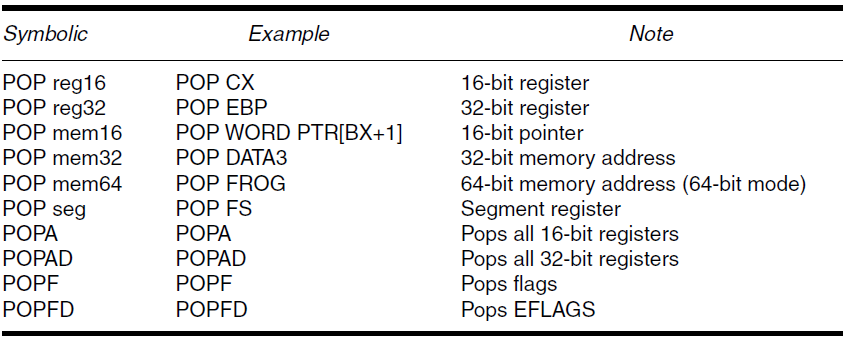 Symbolic Example Note
POP reg16 POP CX 16-bit register
POP reg32 POP EBP 32-bit register
POP mem16 POP WORD PTR[BX+1] 16-bit pointer
POP mem32 POP DATA3 32-bit memory address
POP mem64 POP FROG 64-bit memory address (64-bit mode)
POP seg POP FS Segment register
POPA POPA Pops all 16-bit registers
POPAD POPAD Pops all 32-bit registers
POPF POPF Pops flags
POPFD POPFD Pops EFLAGS